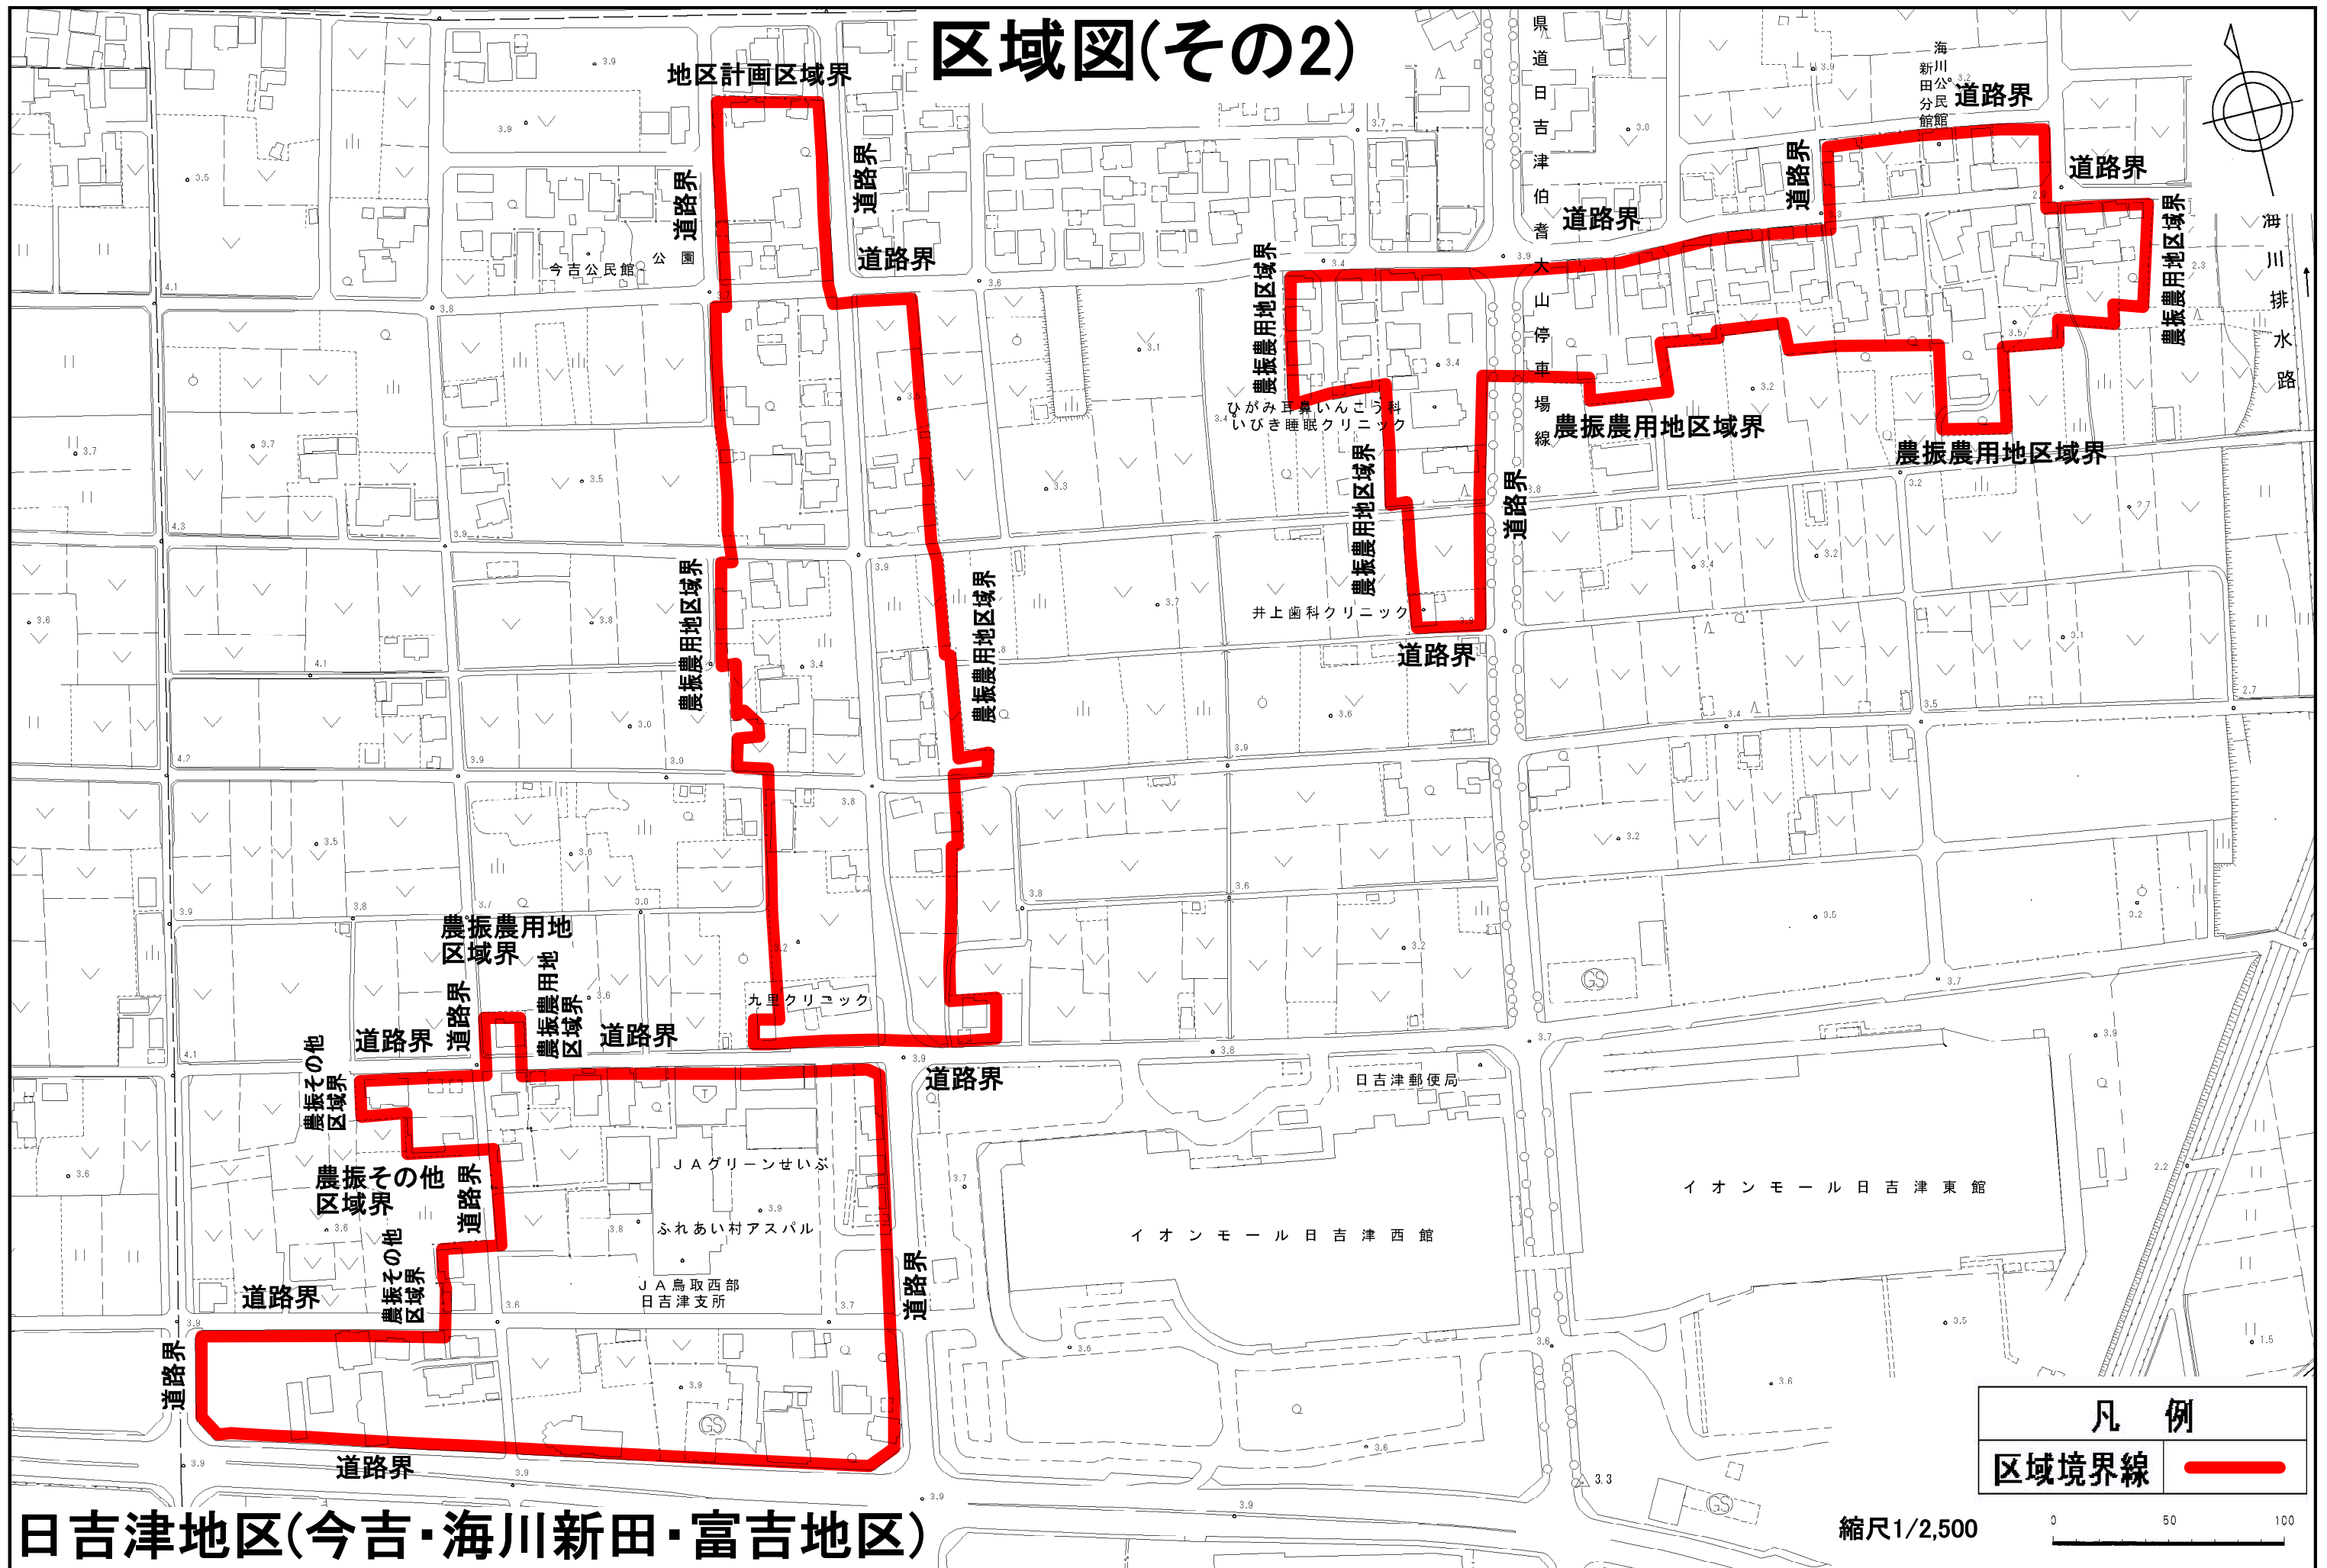 区域図(その2)
地区計画区域界
道路界
道路界
道路界
今吉公民館
公園
県道日吉津伯耆大山停車場線
海川公民館
新田分館
道路界
道路界
道路界
道路界
農振農用地区域界
農振農用地区域界
海川排水路
ひがみ耳鼻いんこう科
いびき睡眠クリニック
農振農用地区域界
農振農用地区域界
農振農用地区域界
道路界
井上歯科クリニック
道路界
農振農用地区域界
農振農用地区域界
農振農用地
区域界
農振農用地
区域界
道路界
道路界
道路界
九里クリニック
農振その他
区域界
道路界
日吉津郵便局
JAグリーンせいぶ
ふれあい村アスパル
JA鳥取西部
日吉津支所
農振その他
区域界
道路界
農振その他
区域界
道路界
道路界
道路界
道路界
イオンモール日吉津西館
イオンモール日吉津東館
GS
GS
GS
凡例
区域境界線
縮尺1/2,500
0 50 100
日吉津地区(今吉・海川新田・富吉地区)